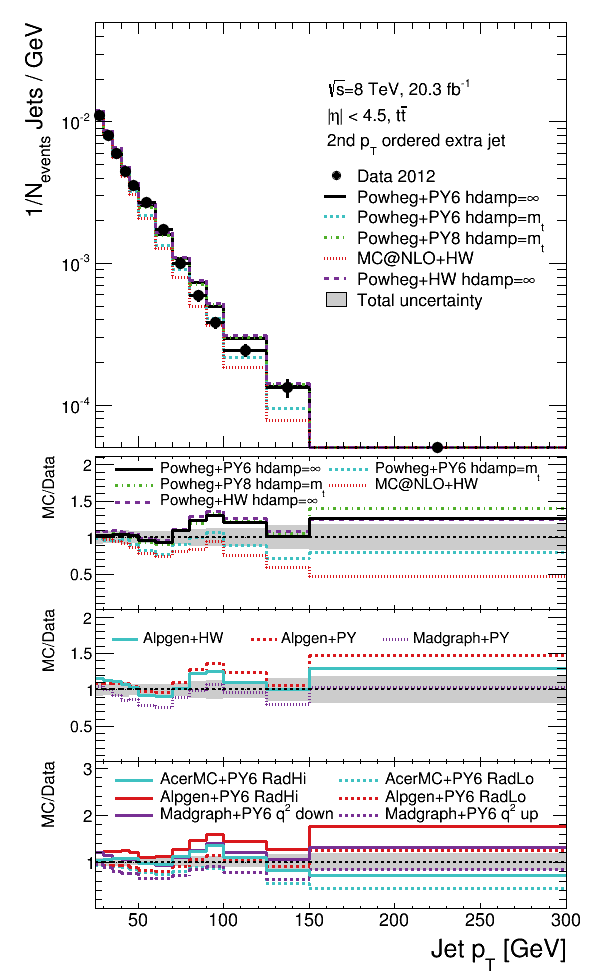 1/N_events Jets / GeV
√s=8 TeV, 20.3 fb⁻¹
|η| < 4.5, tt̄
2nd p_T ordered extra jet
Data 2012
Powheg+PY6 hdamp=∞
Powheg+PY6 hdamp=m_t
Powheg+PY8 hdamp=m_t
MC@NLO+HW
Powheg+HW hdamp=∞
Total uncertainty
10⁻²
10⁻³
10⁻⁴
MC/Data
2
1.5
1
0.5
Powheg+PY6 hdamp=∞ Powheg+PY6 hdamp=m_t
Powheg+PY8 hdamp=m_t MC@NLO+HW
Powheg+HW hdamp=∞
MC/Data
2
1.5
1
0.5
Alpgen+HW Alpgen+PY Madgraph+PY
MC/Data
3
2
1
AcerMC+PY6 RadHi AcerMC+PY6 RadLo
Alpgen+PY6 RadHi Alpgen+PY6 RadLo
Madgraph+PY6 q² down Madgraph+PY6 q² up
50 100 150 200 250 300
Jet p_T [GeV]